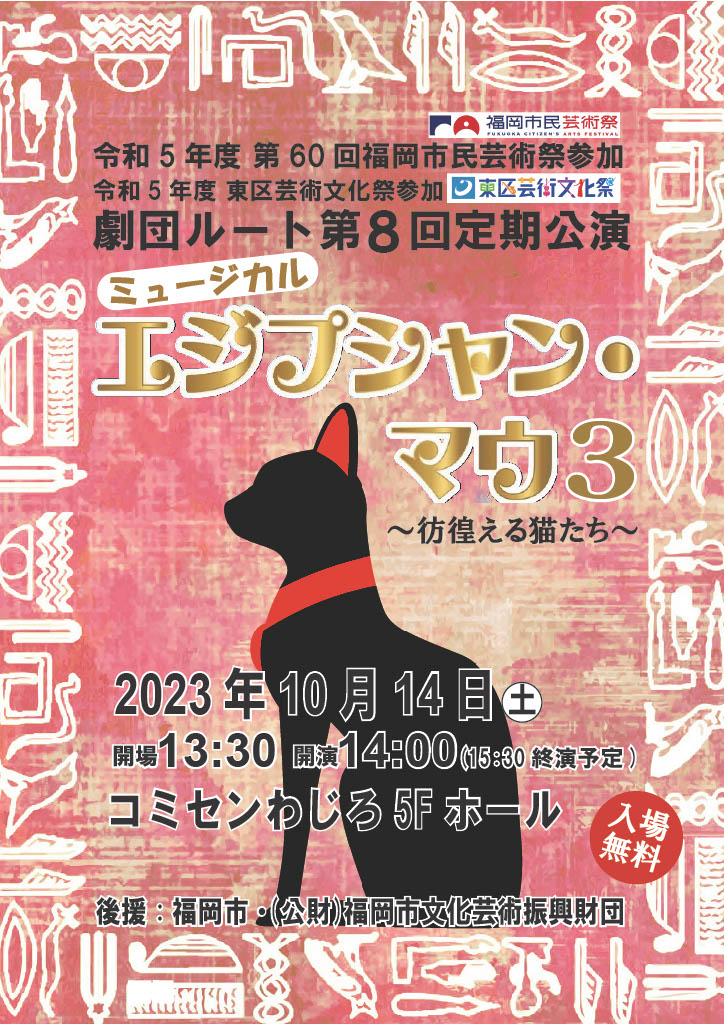 福岡市民芸術祭
FUKUOKA CITIZEN'S ARTS FESTIVAL
令和5年度 第60回福岡市民芸術祭参加
令和5年度 東区芸術文化祭参加 東区芸術文化祭
劇団ルート第8回定期公演
ミュージカル
エジプシャン・
マウ3
～彷徨える猫たち～
2023年10月14日㊏
開場13:30 開演14:00(15:30終演予定)
コミセンわじろ5Fホール
入場
無料
後援：福岡市・(公財)福岡市文化芸術振興財団